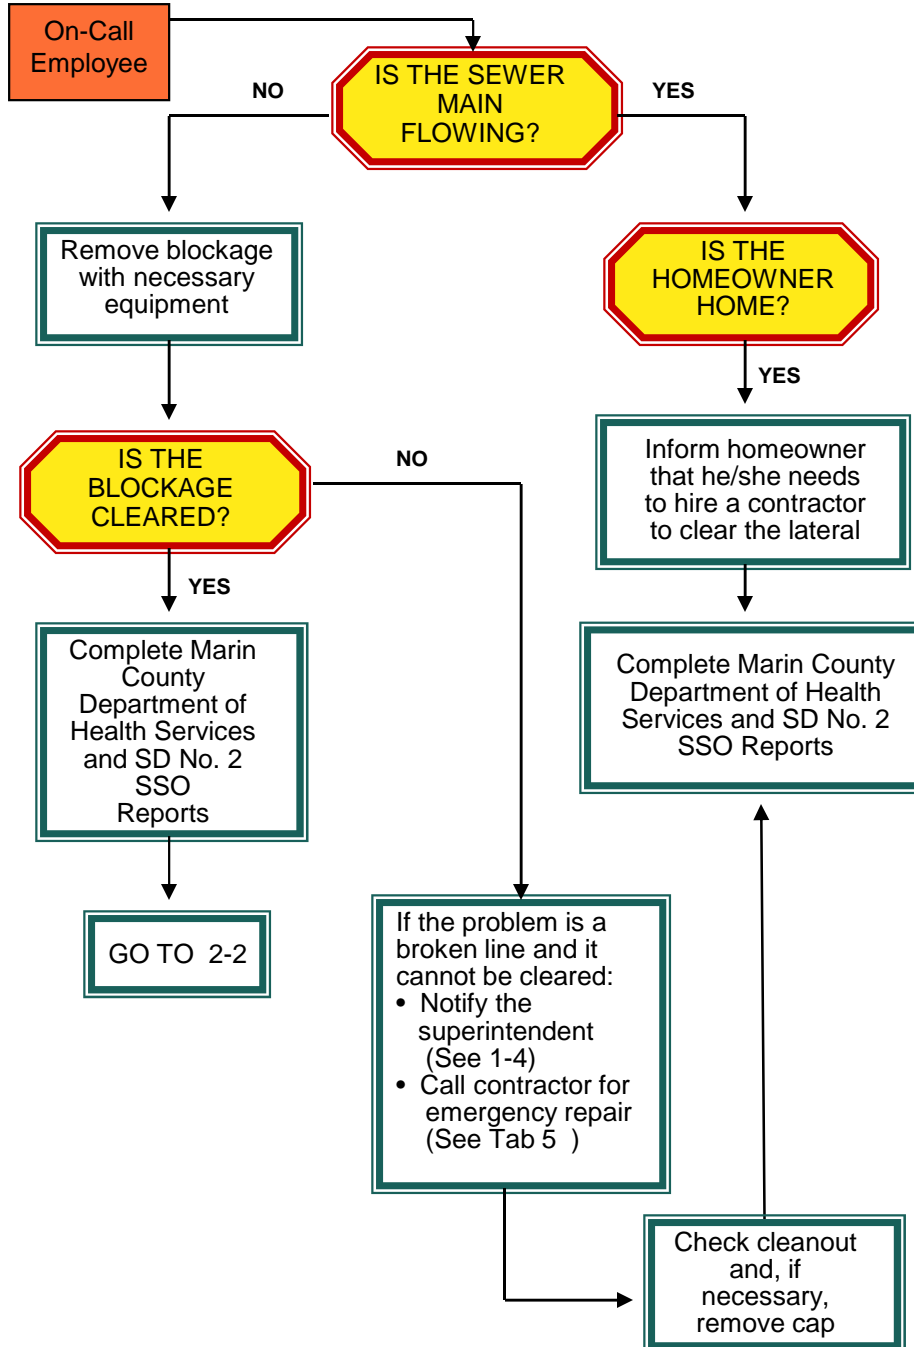 On-Call
Employee
IS THE SEWER
MAIN
FLOWING?
NO
YES
Remove blockage
with necessary
equipment
IS THE
HOMEOWNER
HOME?
YES
IS THE
BLOCKAGE
CLEARED?
NO
Inform homeowner
that he/she needs
to hire a contractor
to clear the lateral
YES
Complete Marin
County
Department of
Health Services
and SD No. 2
SSO
Reports
Complete Marin County
Department of Health
Services and SD No. 2
SSO Reports
GO TO 2-2
If the problem is a
broken line and it
cannot be cleared:
• Notify the
superintendent
(See 1-4)
• Call contractor for
emergency repair
(See Tab 5 )
Check cleanout
and, if
necessary,
remove cap